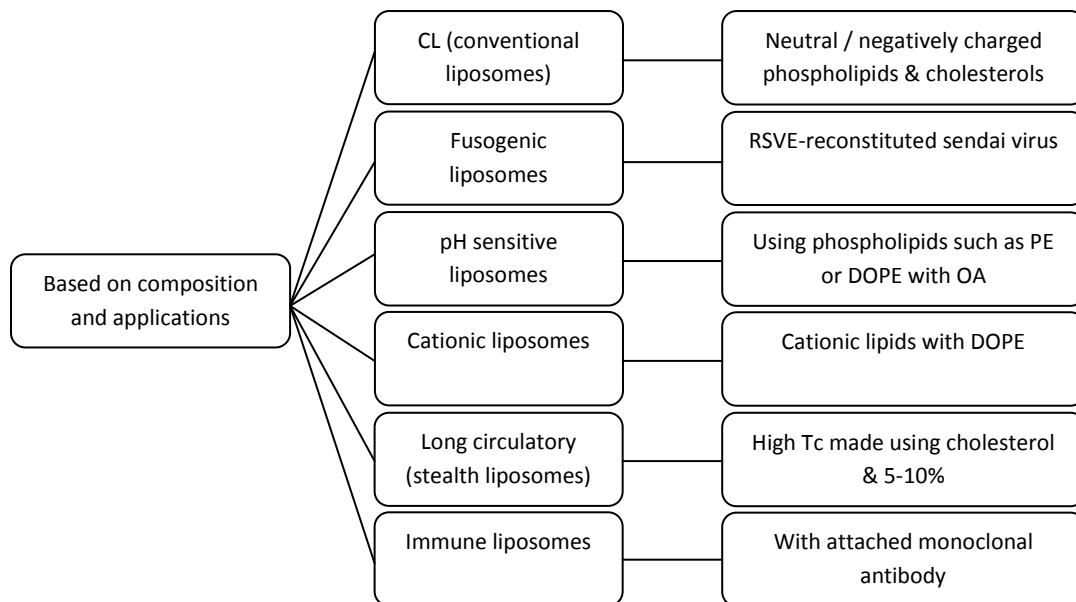 CL (conventional
liposomes)
Neutral / negatively charged
phospholipids & cholesterols
Fusogenic
liposomes
RSVE-reconstituted sendai virus
pH sensitive
liposomes
Using phospholipids such as PE
or DOPE with OA
Based on composition
and applications
Cationic liposomes
Cationic lipids with DOPE
Long circulatory
(stealth liposomes)
High Tc made using cholesterol
& 5-10%
Immune liposomes
With attached monoclonal
antibody